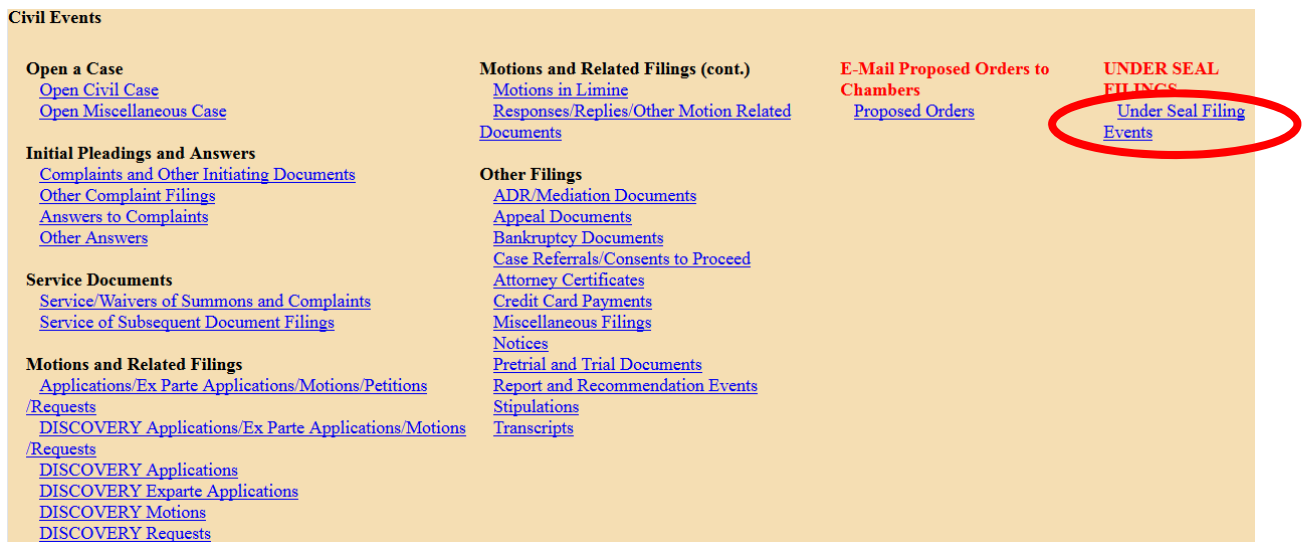 Civil Events
Open a Case
Open Civil Case
Open Miscellaneous Case
Initial Pleadings and Answers
Complaints and Other Initiating Documents
Other Complaint Filings
Answers to Complaints
Other Answers
Service Documents
Service/Waivers of Summons and Complaints
Service of Subsequent Document Filings
Motions and Related Filings
Applications/Ex Parte Applications/Motions/Petitions
/Requests
DISCOVERY Applications/Ex Parte Applications/Motions
/Requests
DISCOVERY Applications
DISCOVERY Exparte Applications
DISCOVERY Motions
DISCOVERY Requests
Motions and Related Filings (cont.)
Motions in Limine
Responses/Replies/Other Motion Related
Documents
Other Filings
ADR/Mediation Documents
Appeal Documents
Bankruptcy Documents
Case Referrals/Consents to Proceed
Attorney Certificates
Credit Card Payments
Miscellaneous Filings
Notices
Pretrial and Trial Documents
Report and Recommendation Events
Stipulations
Transcripts
E-Mail Proposed Orders to
Chambers
Proposed Orders
UNDER SEAL
FILINGS
Under Seal Filing
Events